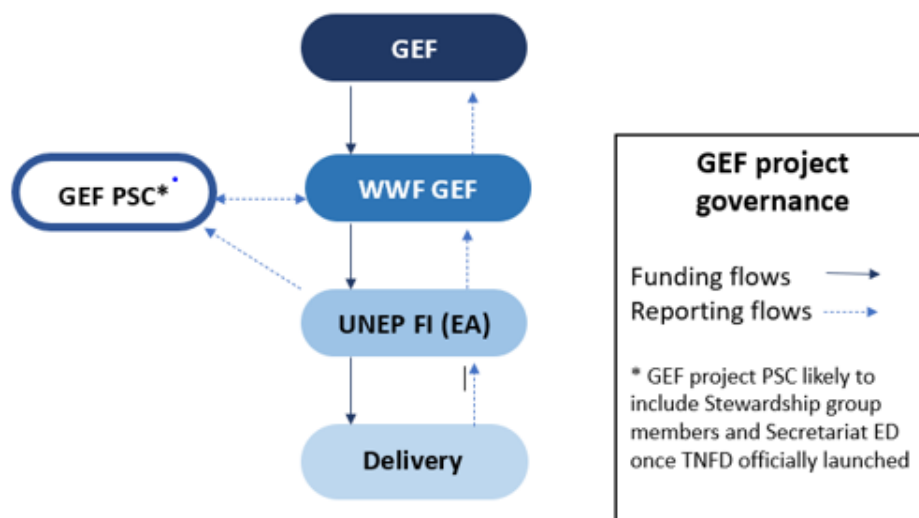 GEF
GEF PSC*
WWF GEF
UNEP FI (EA)
Delivery
GEF project
governance
Funding flows
Reporting flows
* GEF project PSC likely to
include Stewardship group
members and Secretariat ED
once TNFD officially launched